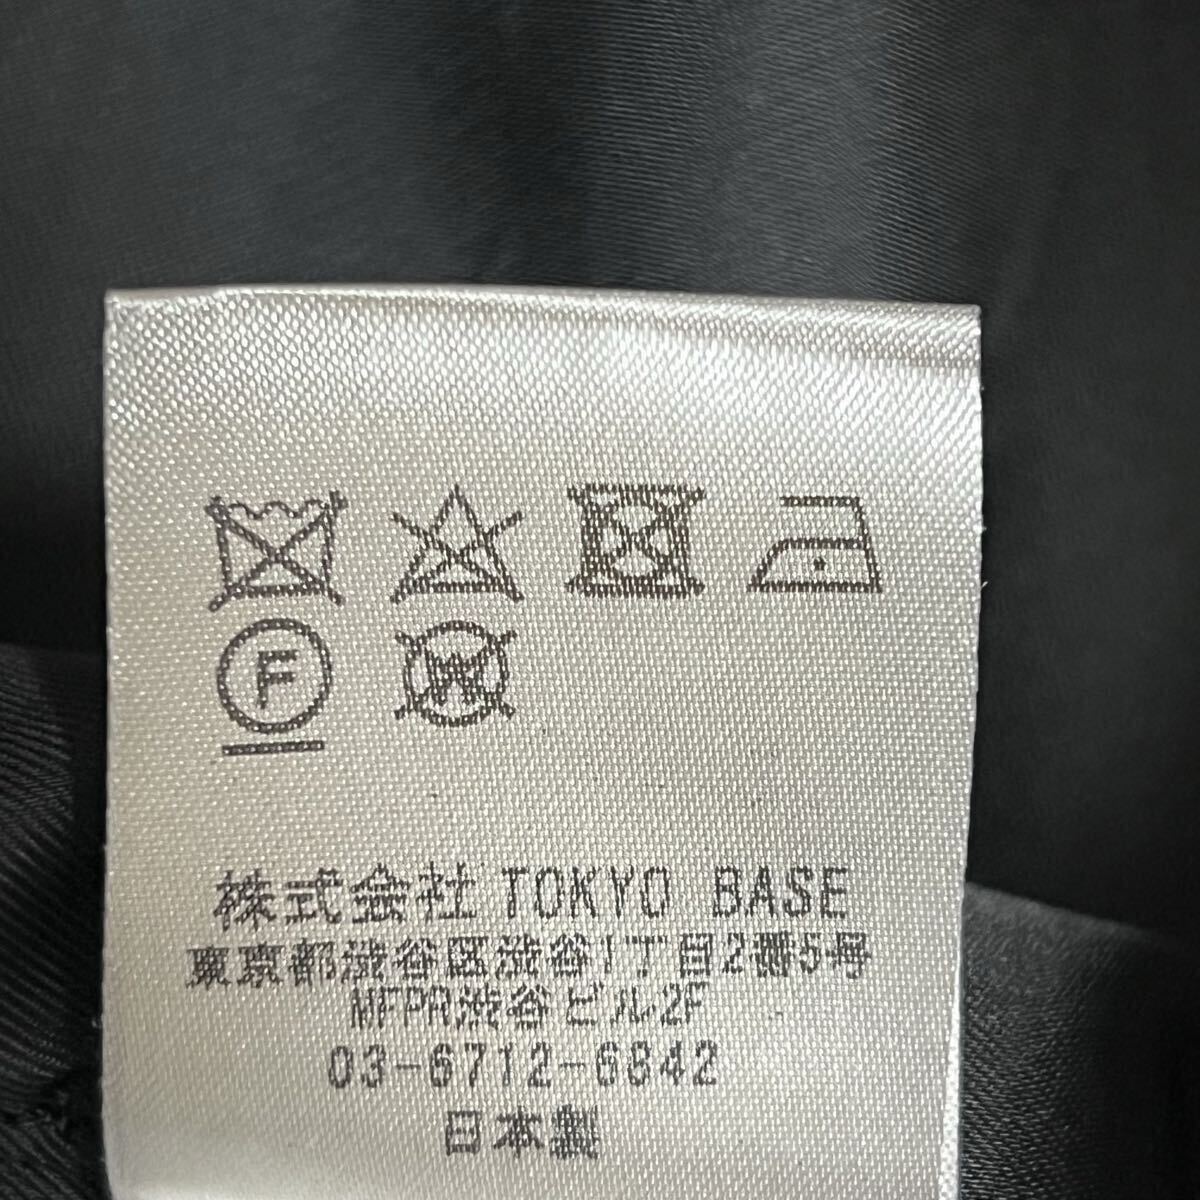 F W
株式会社 TOKYO BASE
東京都渋谷区渋谷1丁目2番5号
MFPR渋谷ビル2F
03-6712-6842
日本製